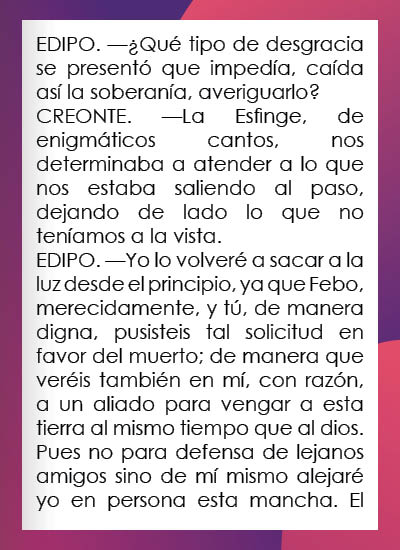 EDIPO. —¿Qué tipo de desgracia
se presentó que impedía, caída
así la soberanía, averiguarlo?
CREONTE. —La Esfinge, de
enigmáticos cantos, nos
determinaba a atender a lo que
nos estaba saliendo al paso,
dejando de lado lo que no
teníamos a la vista.
EDIPO. —Yo lo volveré a sacar a la
luz desde el principio, ya que Febo,
merecidamente, y tú, de manera
digna, pusisteis tal solicitud en
favor del muerto; de manera que
veréis también en mí, con razón,
a un aliado para vengar a esta
tierra al mismo tiempo que al dios.
Pues no para defensa de lejanos
amigos sino de mí mismo alejaré
yo en persona esta mancha. El